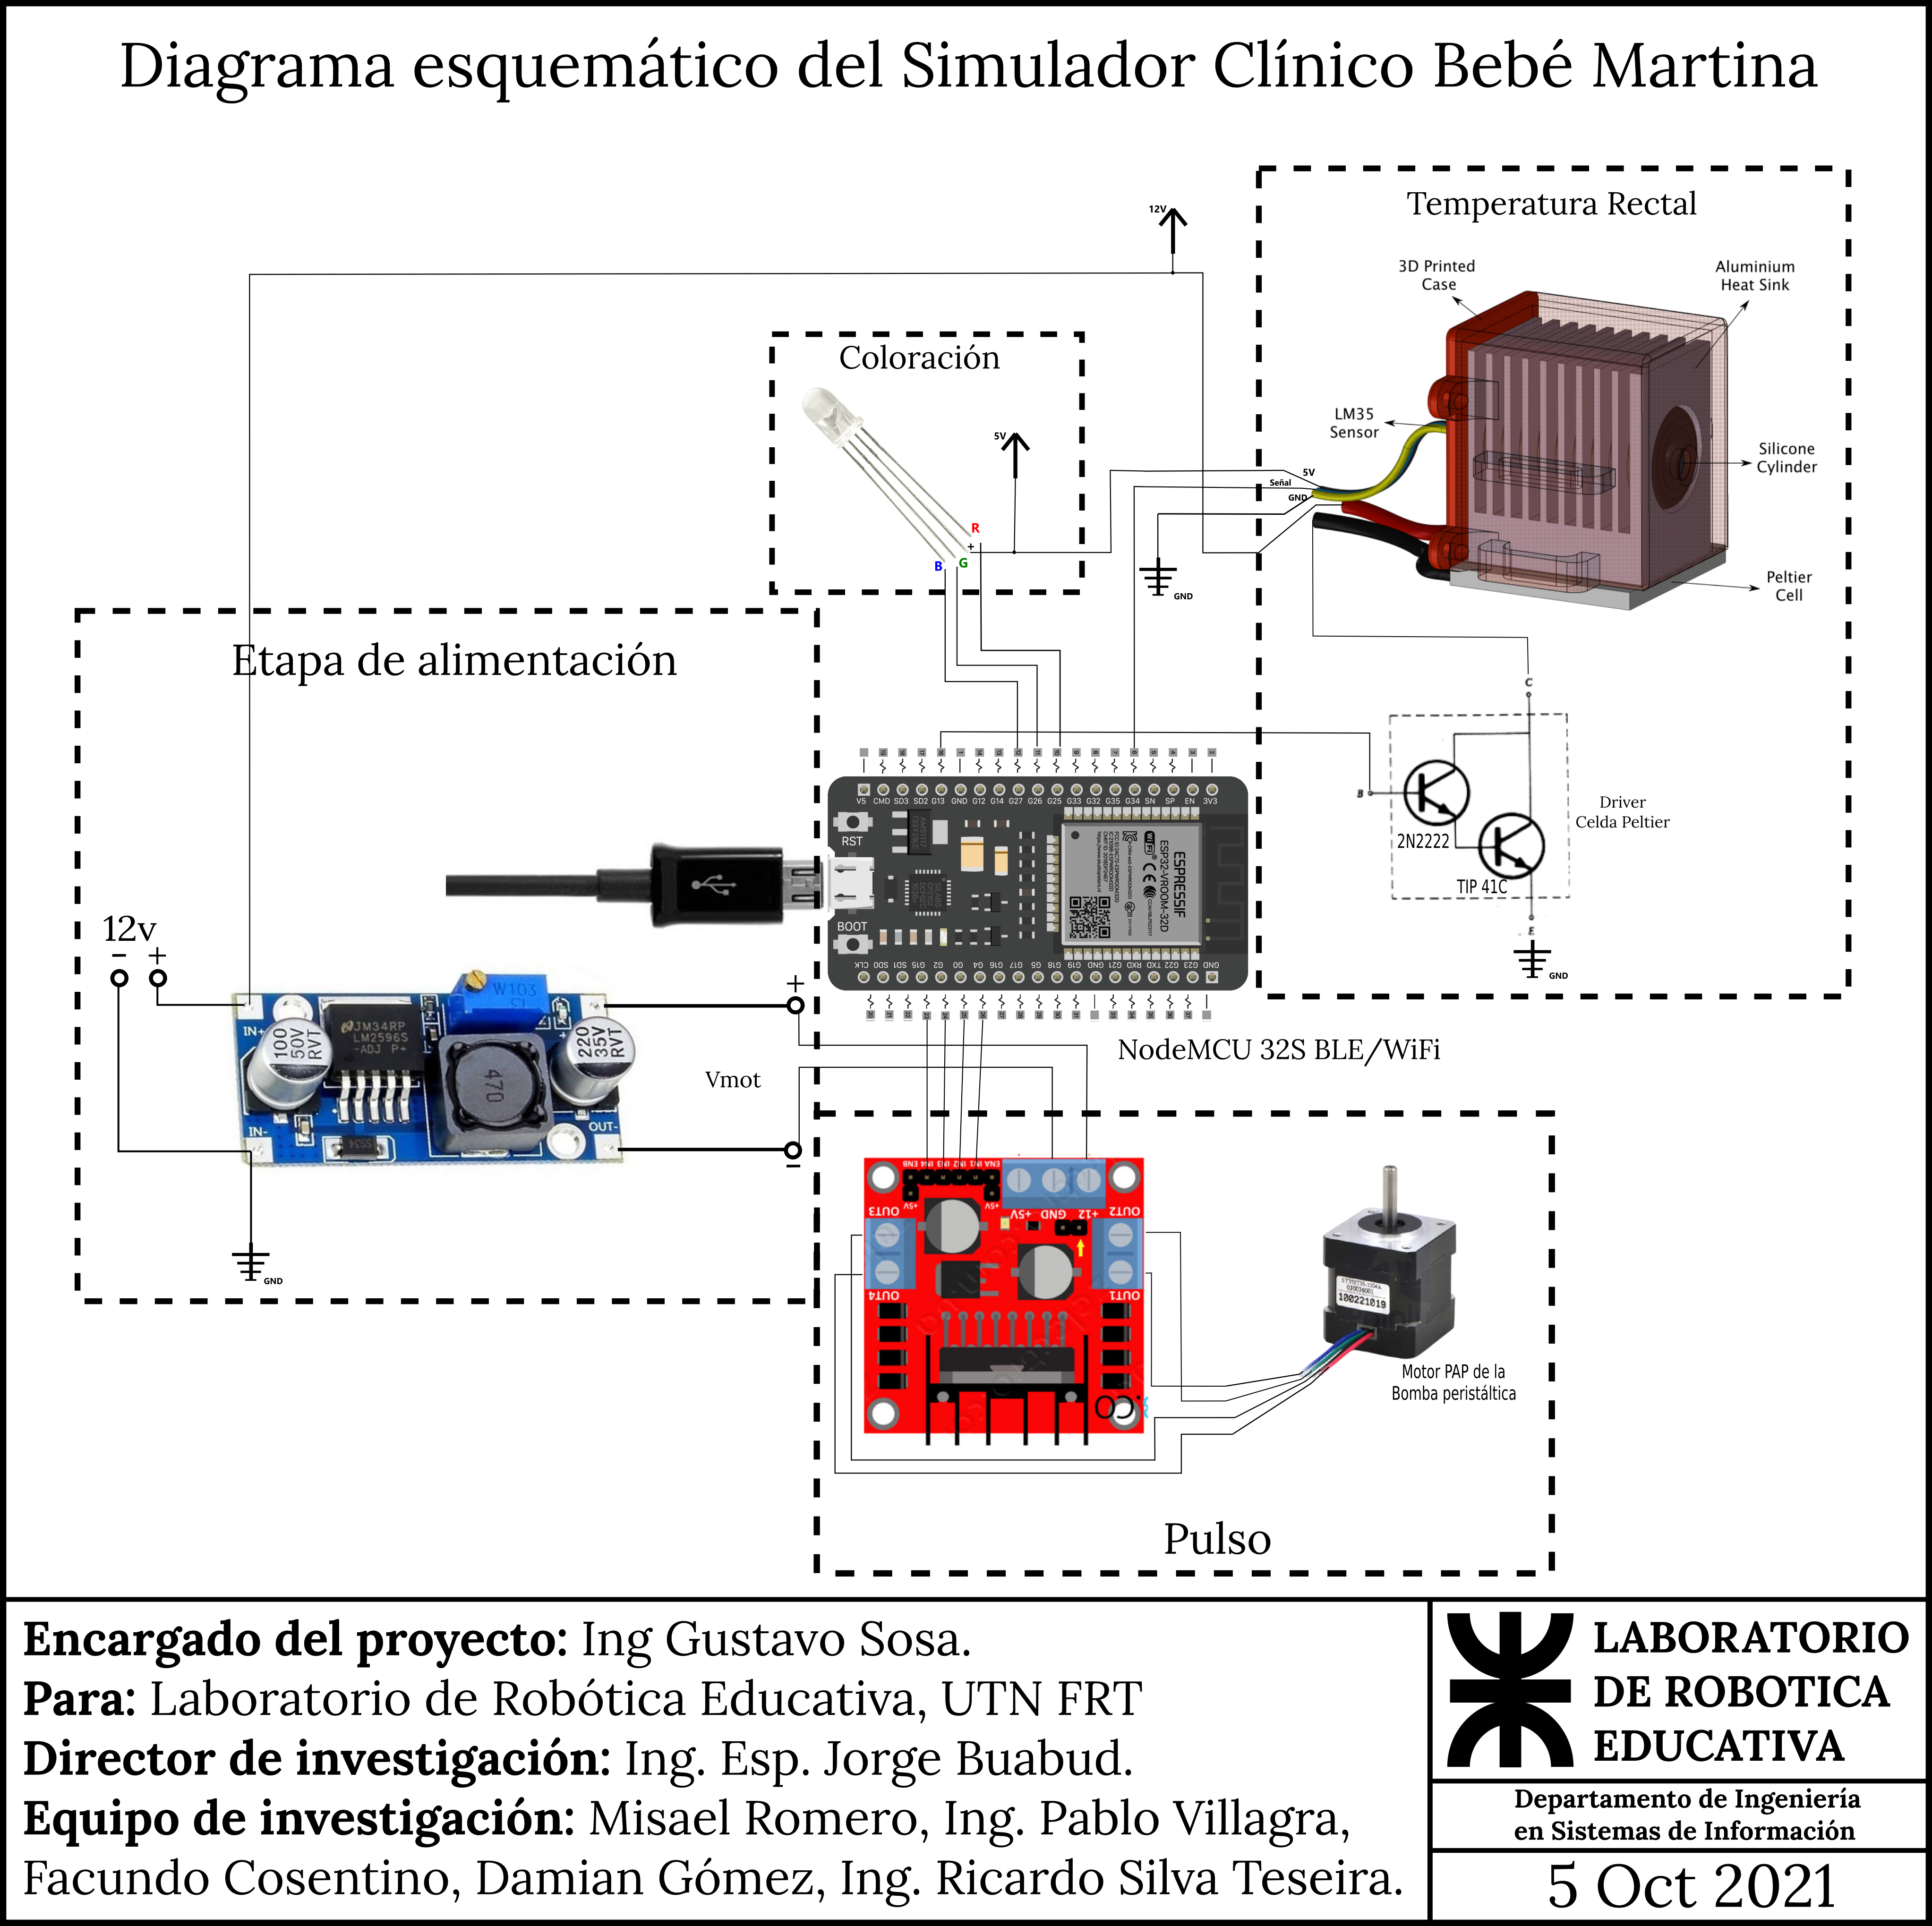 Diagrama esquemático del Simulador Clínico Bebé Martina
12V
Temperatura Rectal
3D Printed
Case
Aluminium
Heat Sink
LM35
Sensor
Silicone
Cylinder
Peltier
Cell
5V
Señal
GND
GND
Coloración
5V
R
+
B
G
Etapa de alimentación
C
B
2N2222
TIP 41C
E
GND
Driver
Celda Peltier
V5 CMD SD3 SD2 G13 GND G12 G14 G27 G26 G25 G33 G32 G35 G34 SN SP EN 3V3
RST
BOOT
ESPRESSIF
ESP32-WROOM-32D
CLK SD0 SD1 G15 G2 G0 G4 G16 G17 G5 G18 G19 GND G21 RXD TXD G22 G23 GND
NodeMCU 32S BLE/WiFi
12v
- +
IN+
100
50V
RVT
JM34RP
LM2596S
-ADJ P+
W103
220
35V
RVT
470
SS34
IN-
OUT-
+
Vmot
-
GND
ENB IN4 IN3 IN2 IN1 ENA
+5V
+5V
+5V GND +12
OUT3
OUT2
OUT4
OUT1
100221019
Motor PAP de la
Bomba peristáltica
Pulso
Encargado del proyecto: Ing Gustavo Sosa.
Para: Laboratorio de Robótica Educativa, UTN FRT
Director de investigación: Ing. Esp. Jorge Buabud.
Equipo de investigación: Misael Romero, Ing. Pablo Villagra,
Facundo Cosentino, Damian Gómez, Ing. Ricardo Silva Teseira.
LABORATORIO
DE ROBOTICA
EDUCATIVA
Departamento de Ingeniería
en Sistemas de Información
5 Oct 2021